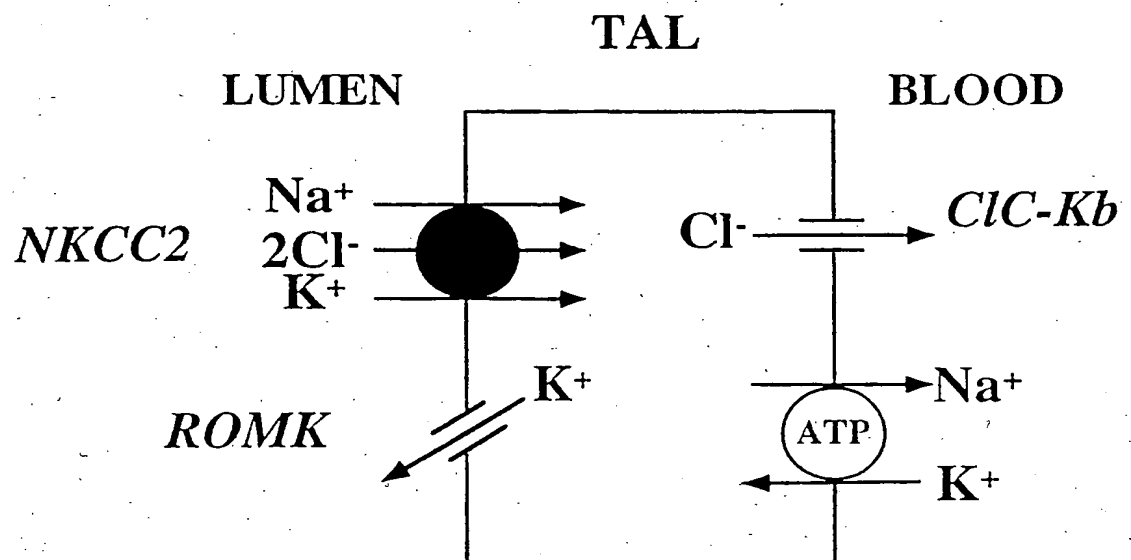 TAL
LUMEN
BLOOD
Na⁺
NKCC2
2Cl⁻
K⁺
Cl⁻
ClC-Kb
K⁺
ROMK
Na⁺
ATP
K⁺